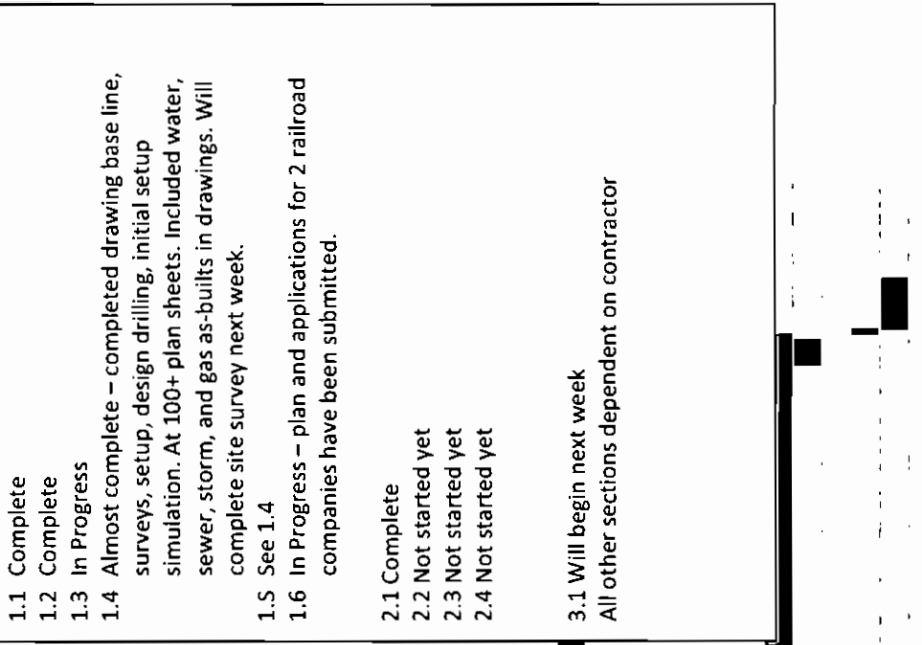 1.1 Complete
1.2 Complete
1.3 In Progress
1.4 Almost complete – completed drawing base line,
surveys, setup, design drilling, initial setup
simulation. At 100+ plan sheets. Included water,
sewer, storm, and gas as-builts in drawings. Will
complete site survey next week.
1.5 See 1.4
1.6 In Progress – plan and applications for 2 railroad
companies have been submitted.
2.1 Complete
2.2 Not started yet
2.3 Not started yet
2.4 Not started yet
3.1 Will begin next week
All other sections dependent on contractor